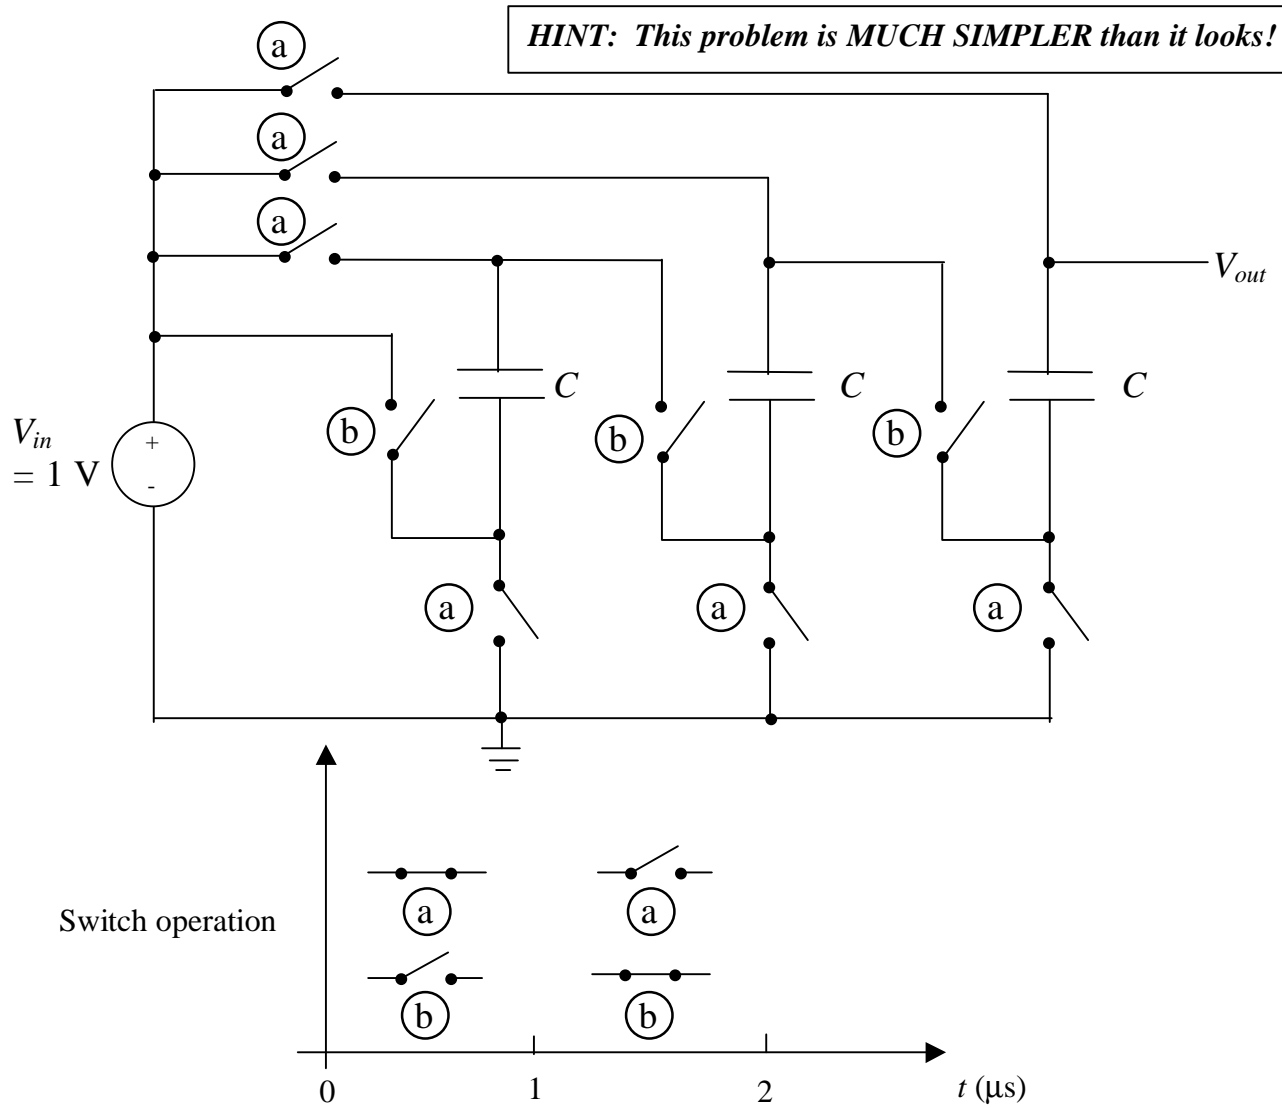 HINT: This problem is MUCH SIMPLER than it looks!
a
a
a
V_out
C
C
C
b
b
b
V_in
= 1 V
+
-
a
a
a
a
a
Switch operation
b
b
0
1
2
t (μs)